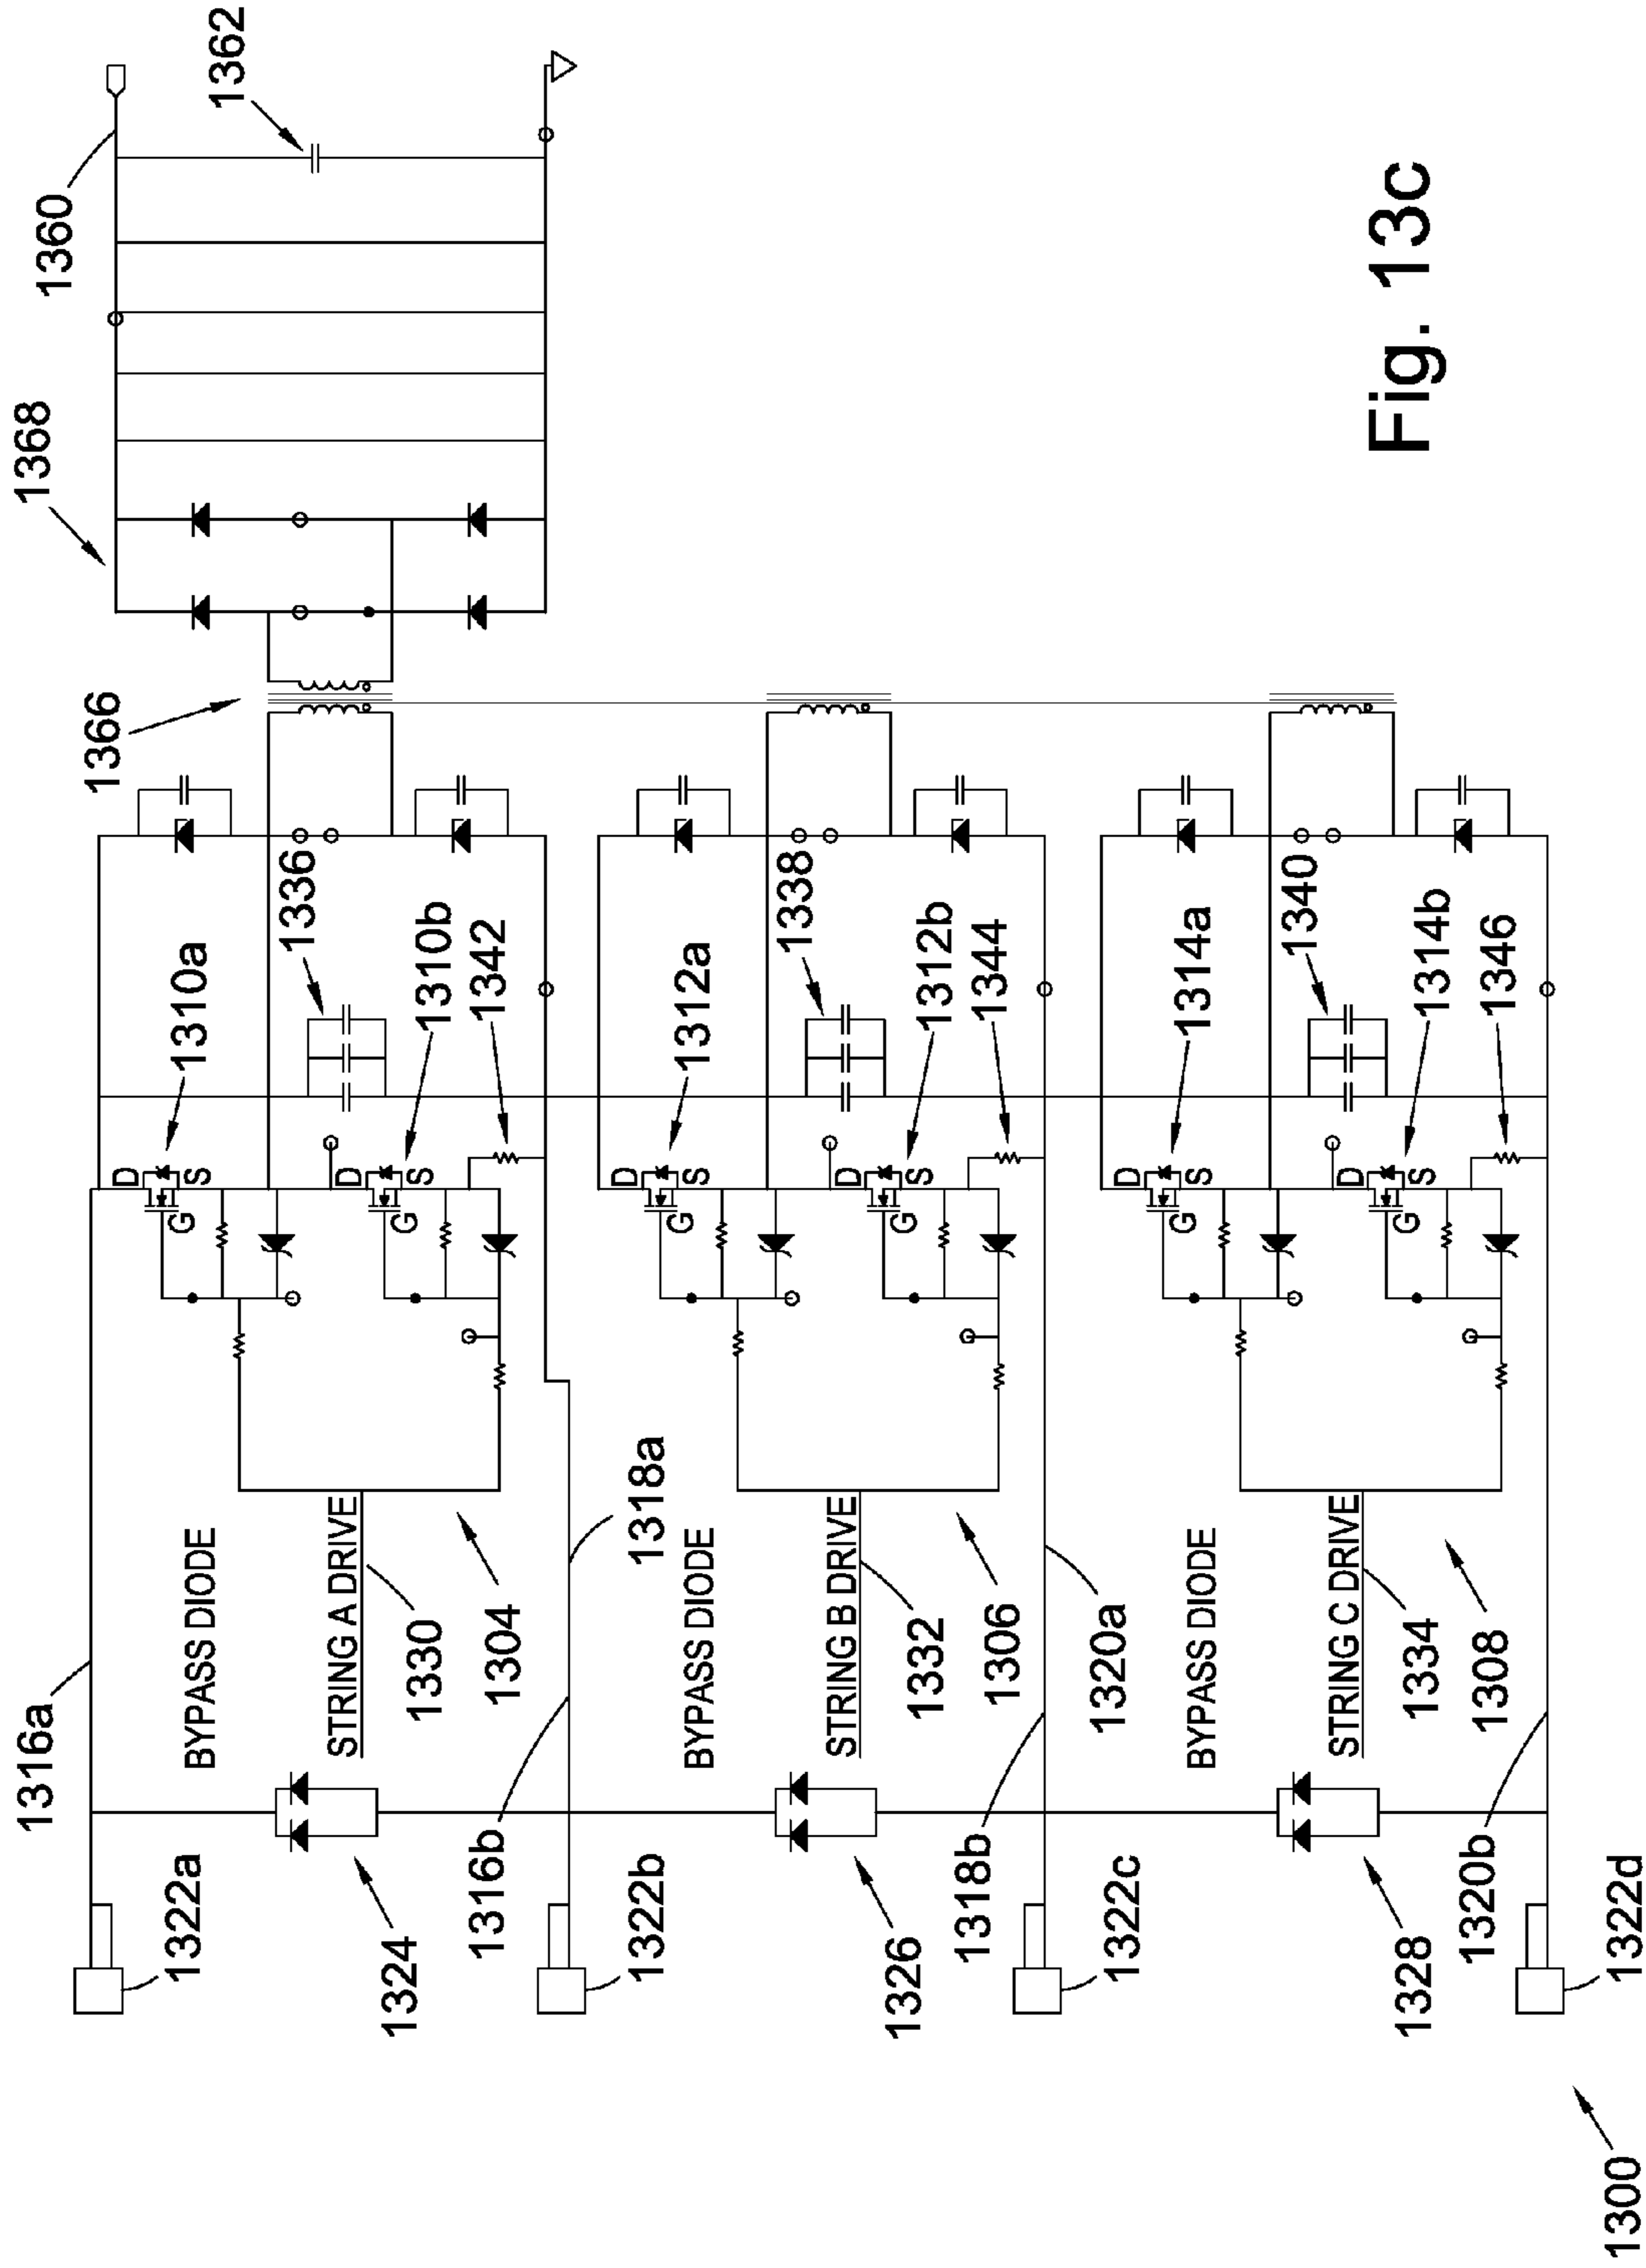 1316a
BYPASS DIODE
1322a
1324
STRING A DRIVE
1330
1304
1316b
1318a
1322b
D
S
G
1310a
D
S
G
1336
1310b
1342
1366
1368
1360
1362
BYPASS DIODE
1326
STRING B DRIVE
1332
1306
1318b
1320a
1322c
D
S
G
1312a
D
S
G
1338
1312b
1344
BYPASS DIODE
1328
STRING C DRIVE
1334
1308
1320b
1322d
D
S
G
1314a
D
S
G
1340
1314b
1346
1300
Fig. 13c